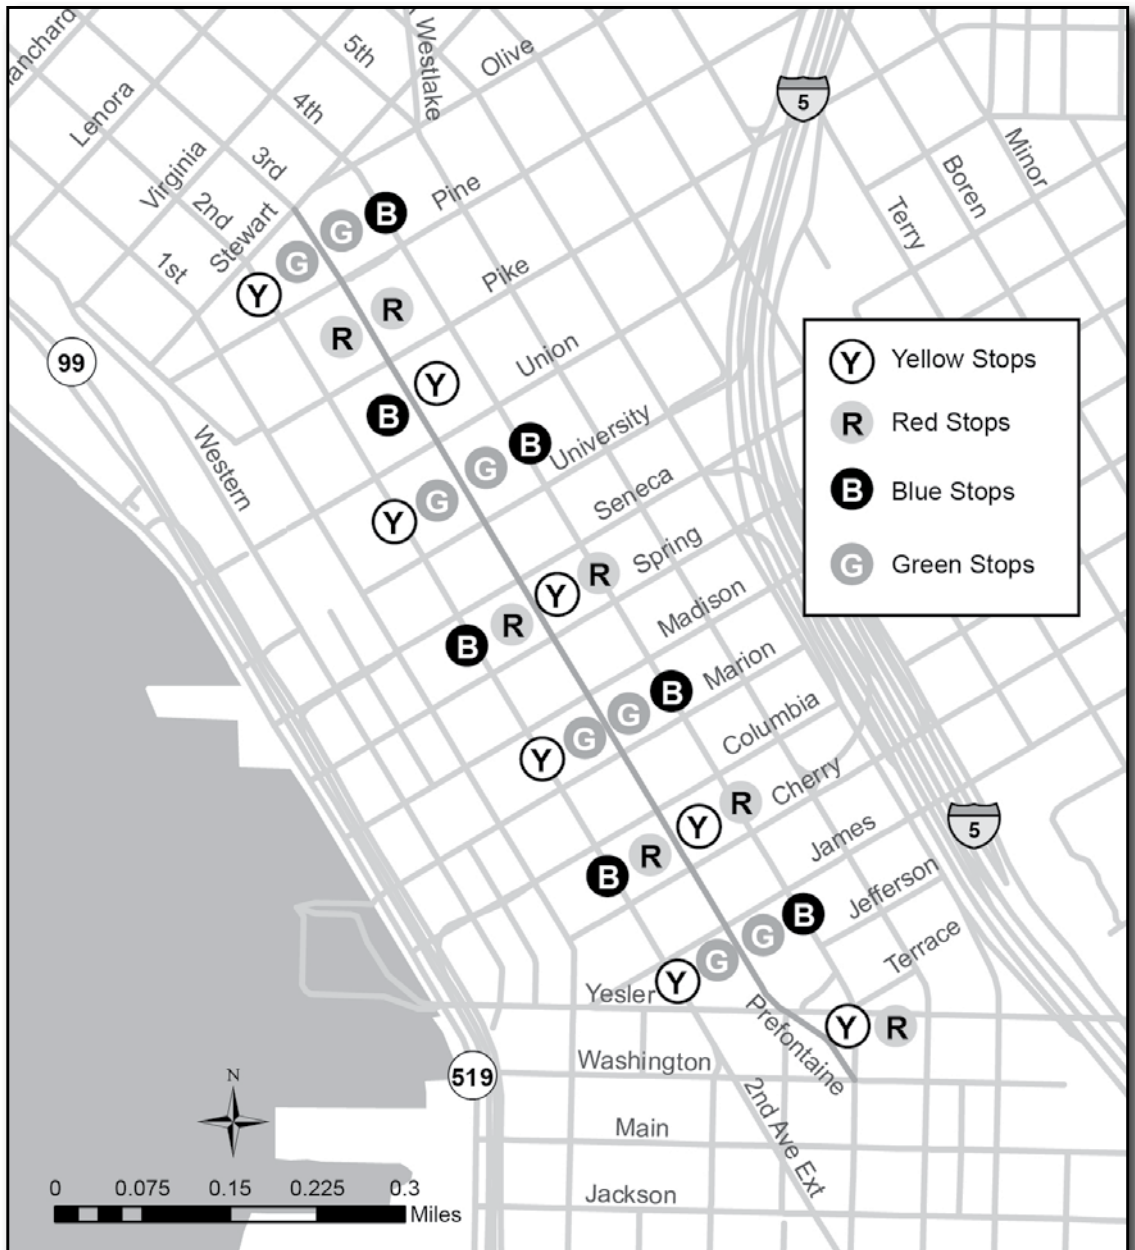 5th
Westlake
Olive
Lenora
4th
5
Virginia
3rd
Minor
Boren
2nd
Stewart
Pine
Terry
1st
B
G
G
Y
Pike
R
R
99
Union
Y
B
Y Yellow Stops
R Red Stops
B Blue Stops
G Green Stops
Western
University
B
G
G
Y
Seneca
Spring
R
Y
R
B
Madison
Marion
B
G
G
Y
Columbia
Cherry
R
Y
R
B
James
5
Jefferson
B
G
G
Y
Terrace
Yesler
Prefontaine
Y
R
Washington
519
2nd Ave Ext
N
Main
Jackson
0 0.075 0.15 0.225 0.3
Miles